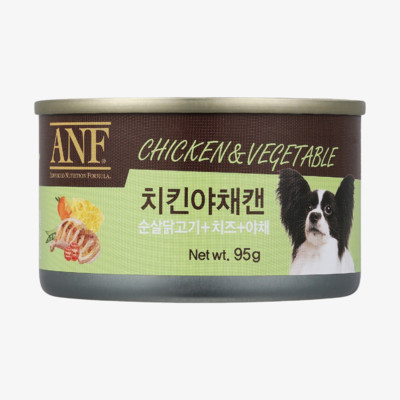 ANF®
ADVANCED NUTRITION FORMULA.
CHICKEN&VEGETABLE
치킨야채캔
순살닭고기+치즈+야채
Net wt. 95g